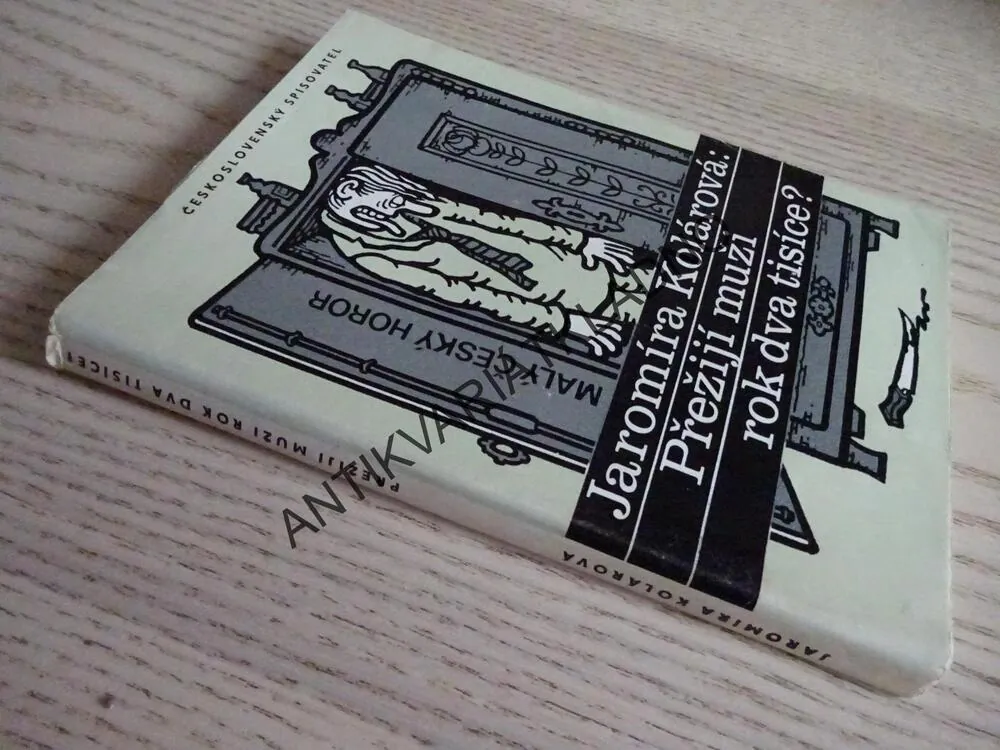 ČESKOSLOVENSKÝ SPISOVATEL
MALÝ ČESKÝ HOROR
Jaromíra Kolárová:
Přežijí muži
rok dva tisíce?
JAROMÍRA KOLÁROVÁ
PŘEŽIJÍ MUŽI ROK DVA TISÍCE?
ANTIKVARIÁT